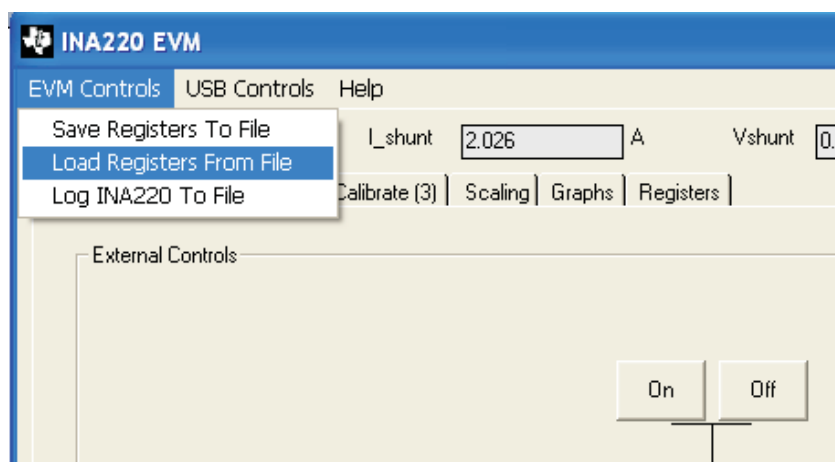 INA220 EVM
EVM Controls USB Controls Help
Save Registers To File
Load Registers From File
Log INA220 To File
I_shunt 2.026 A Vshunt 0.
Calibrate (3) Scaling Graphs Registers
External Controls
On Off